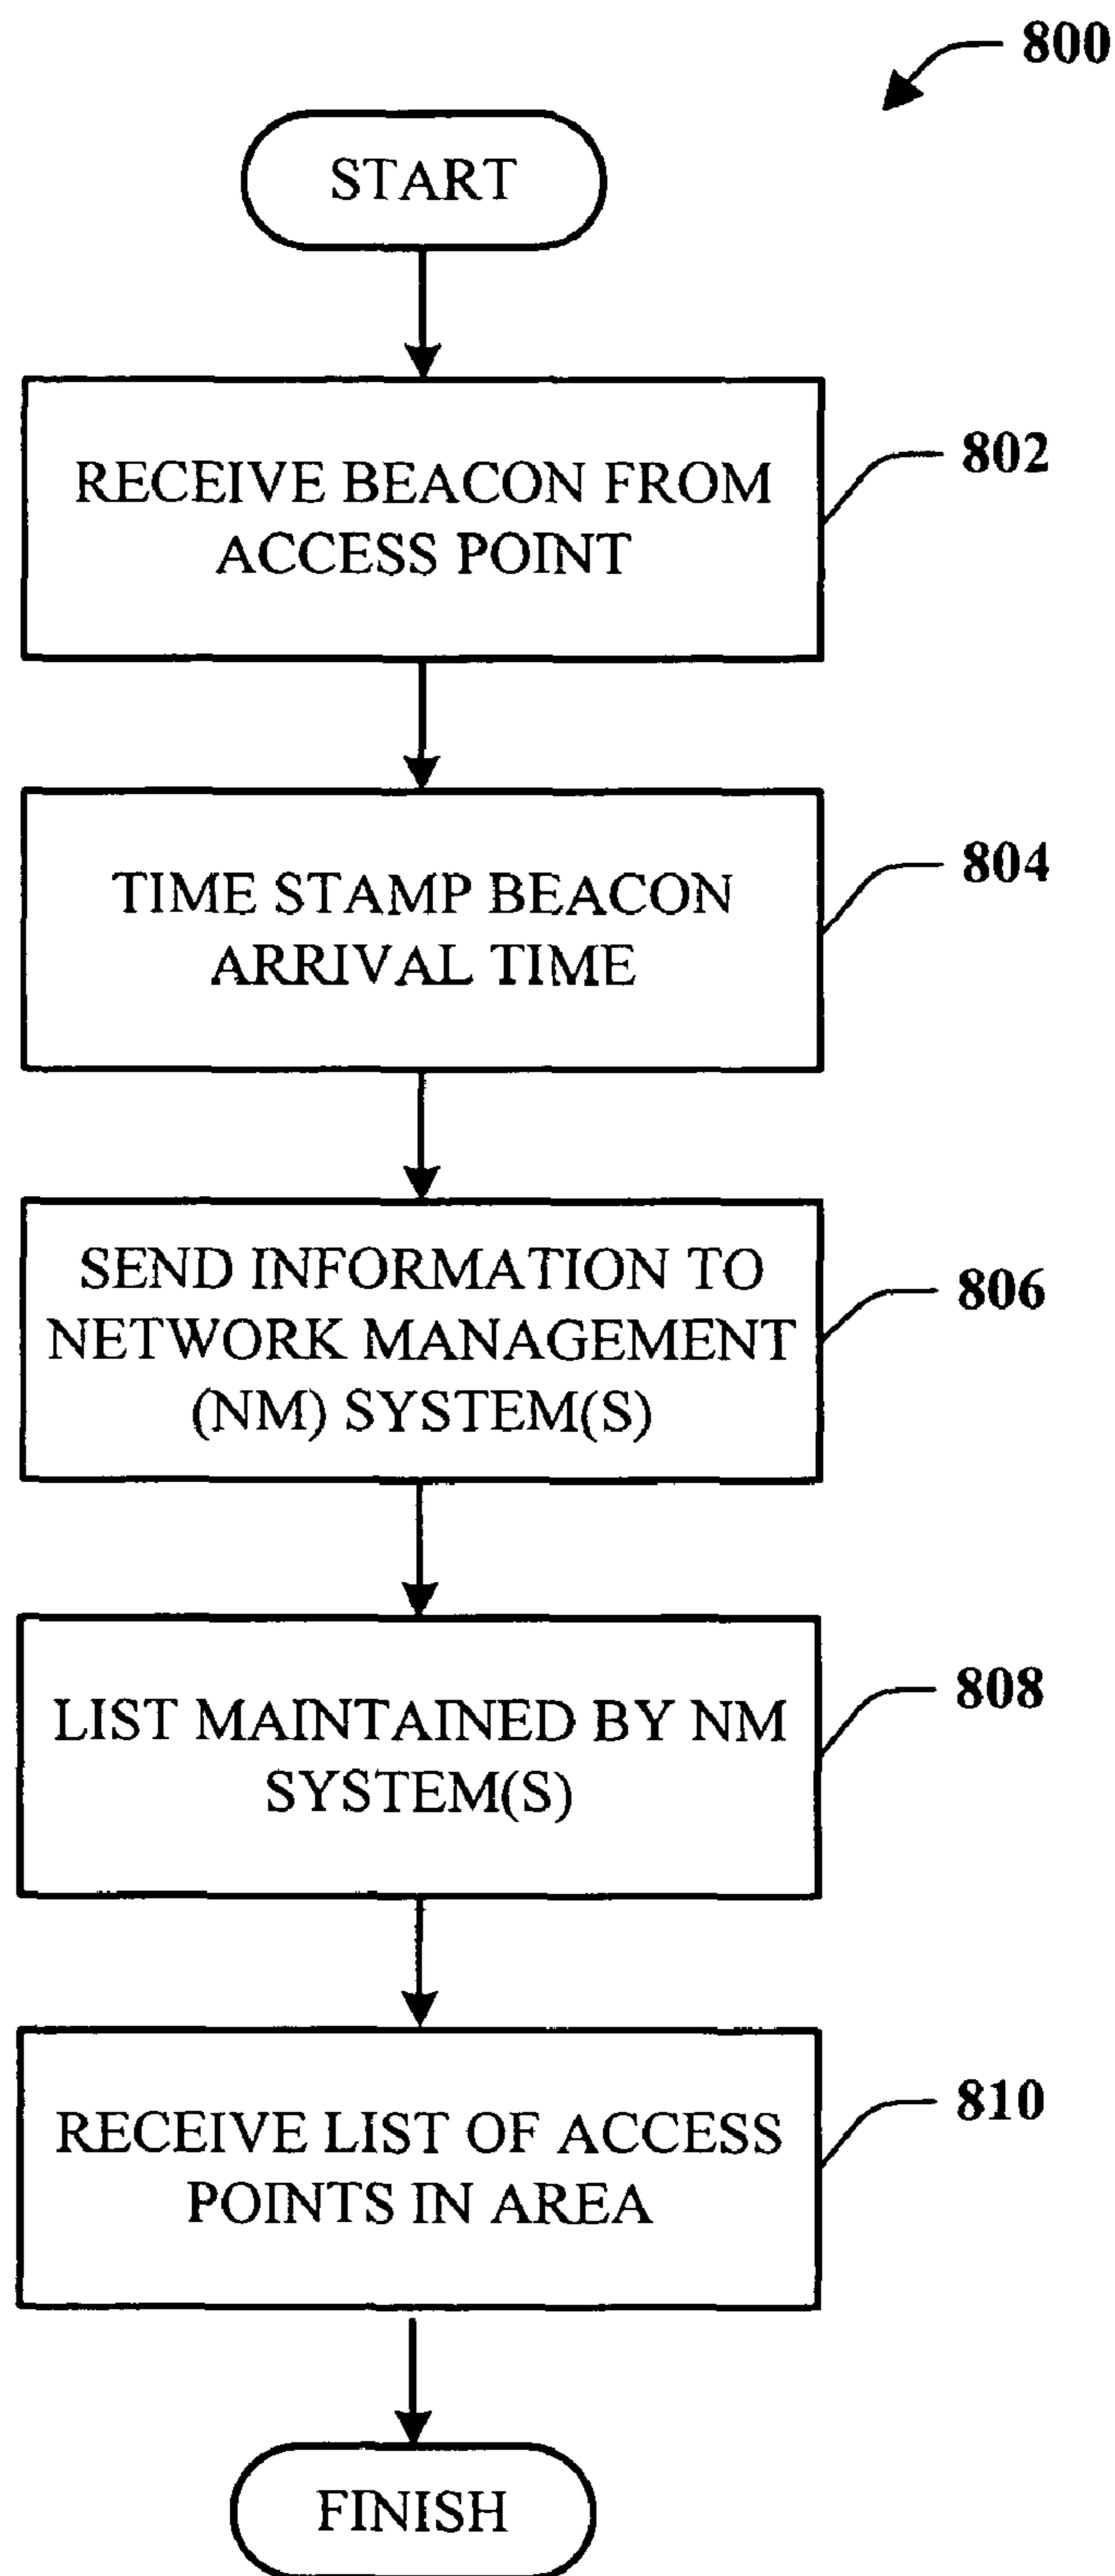 800
START
RECEIVE BEACON FROM
ACCESS POINT
802
TIME STAMP BEACON
ARRIVAL TIME
804
SEND INFORMATION TO
NETWORK MANAGEMENT
(NM) SYSTEM(S)
806
LIST MAINTAINED BY NM
SYSTEM(S)
808
RECEIVE LIST OF ACCESS
POINTS IN AREA
810
FINISH